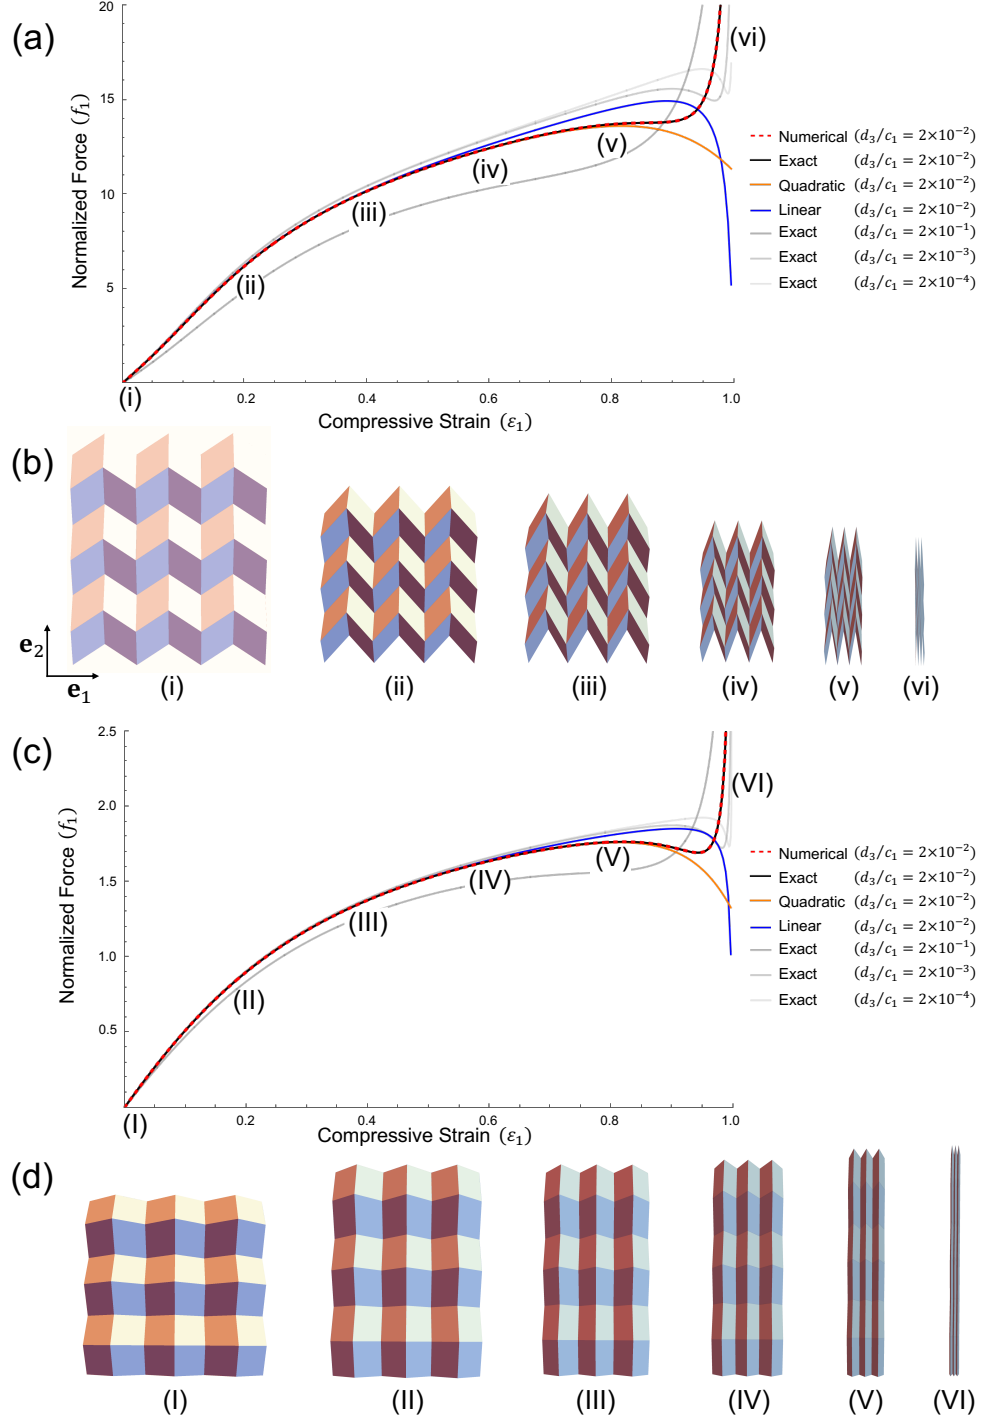 (a)
20
15
10
5
Normalized Force (f₁)
(i)
(ii)
(iii)
(iv)
(v)
(vi)
0.2
0.4
0.6
0.8
1.0
Compressive Strain (ε₁)
Numerical (d₃/c₁ = 2×10⁻²)
Exact (d₃/c₁ = 2×10⁻²)
Quadratic (d₃/c₁ = 2×10⁻²)
Linear (d₃/c₁ = 2×10⁻²)
Exact (d₃/c₁ = 2×10⁻¹)
Exact (d₃/c₁ = 2×10⁻³)
Exact (d₃/c₁ = 2×10⁻⁴)
(b)
e₂
e₁
(i)
(ii)
(iii)
(iv)
(v)
(vi)
(c)
2.5
2.0
1.5
1.0
0.5
Normalized Force (f₁)
(I)
(II)
(III)
(IV)
(V)
(VI)
0.2
0.4
0.6
0.8
1.0
Compressive Strain (ε₁)
Numerical (d₃/c₁ = 2×10⁻²)
Exact (d₃/c₁ = 2×10⁻²)
Quadratic (d₃/c₁ = 2×10⁻²)
Linear (d₃/c₁ = 2×10⁻²)
Exact (d₃/c₁ = 2×10⁻¹)
Exact (d₃/c₁ = 2×10⁻³)
Exact (d₃/c₁ = 2×10⁻⁴)
(d)
(I)
(II)
(III)
(IV)
(V)
(VI)